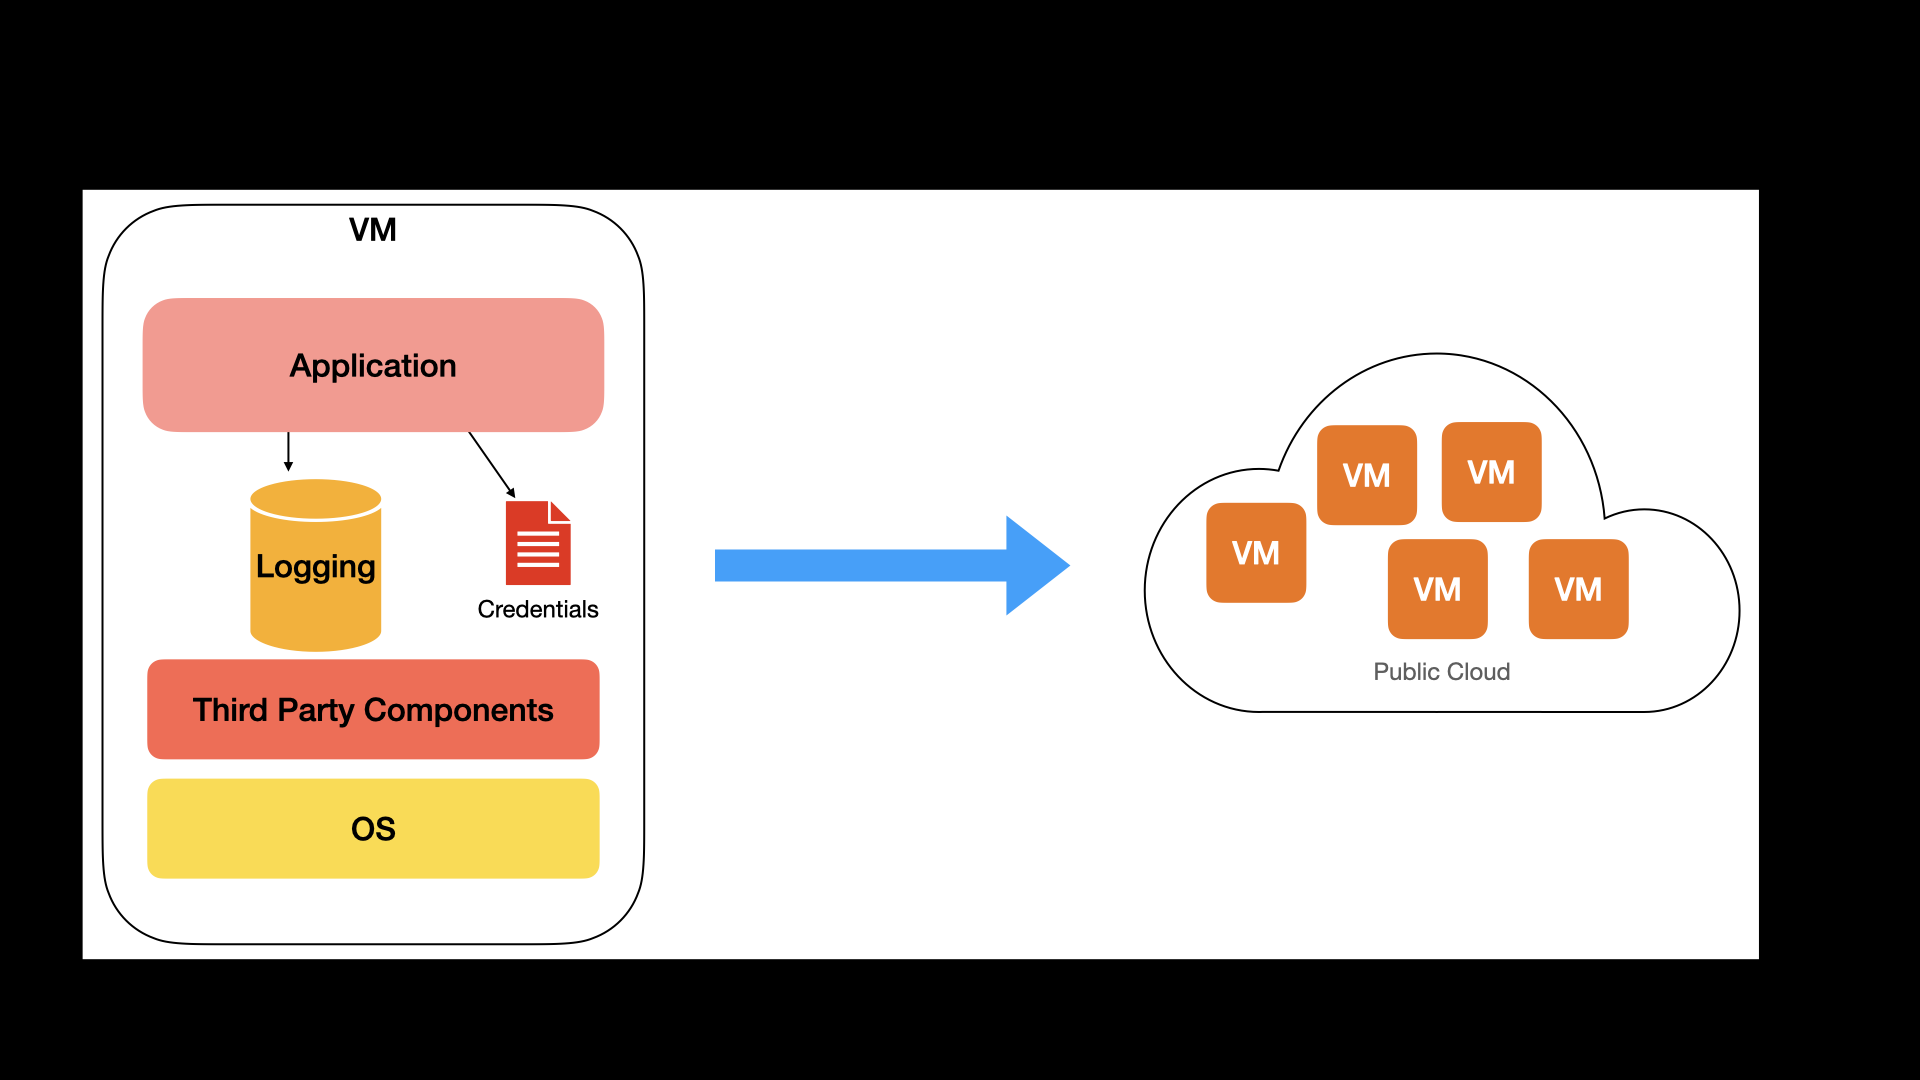 VM
Application
Logging
Credentials
Third Party Components
OS
VM
VM
VM
VM
VM
Public Cloud